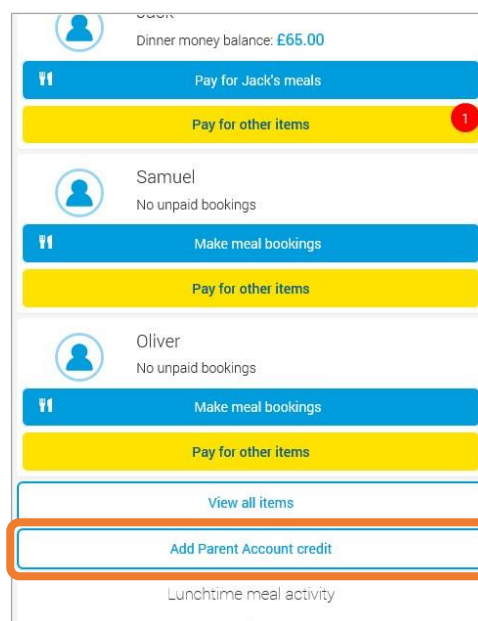 Jack
Dinner money balance: £65.00
Pay for Jack's meals
Pay for other items
1
Samuel
No unpaid bookings
Make meal bookings
Pay for other items
Oliver
No unpaid bookings
Make meal bookings
Pay for other items
View all items
Add Parent Account credit
Lunchtime meal activity